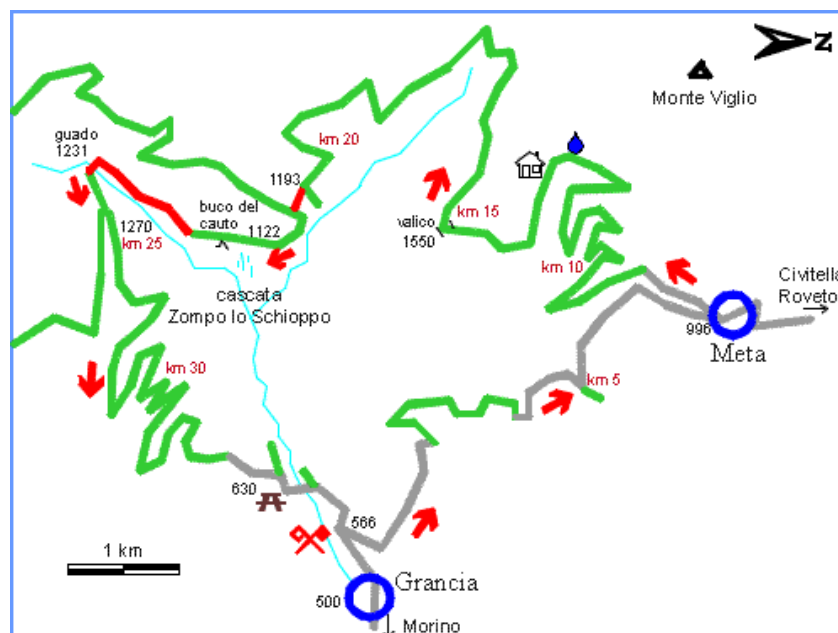 Z
Monte Viglio
guado
1231
km 20
1193
buco del
cauto
1122
1270
km 25
valico
1550
km 15
km 10
cascata
Zompo lo Schioppo
Civitella
Roveto
996
Meta
km 30
km 5
630
566
1 km
Grancia
500
Morino